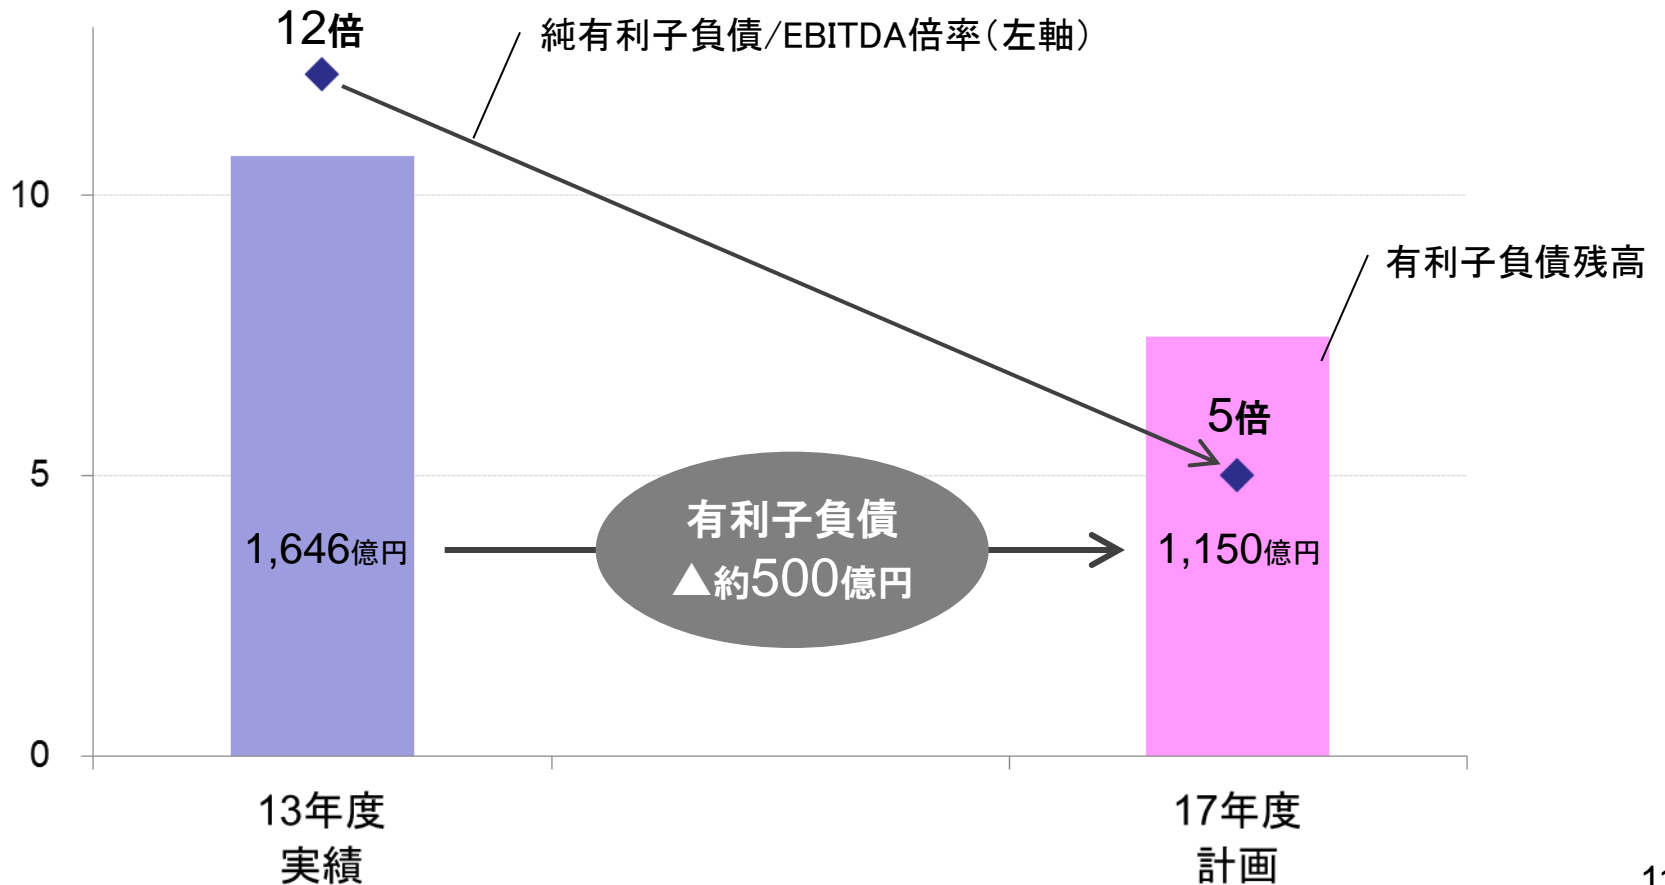 12倍
純有利子負債/EBITDA倍率(左軸)
10
有利子負債残高
5倍
5
有利子負債
▲約500億円
1,646億円
1,150億円
0
13年度
実績
17年度
計画